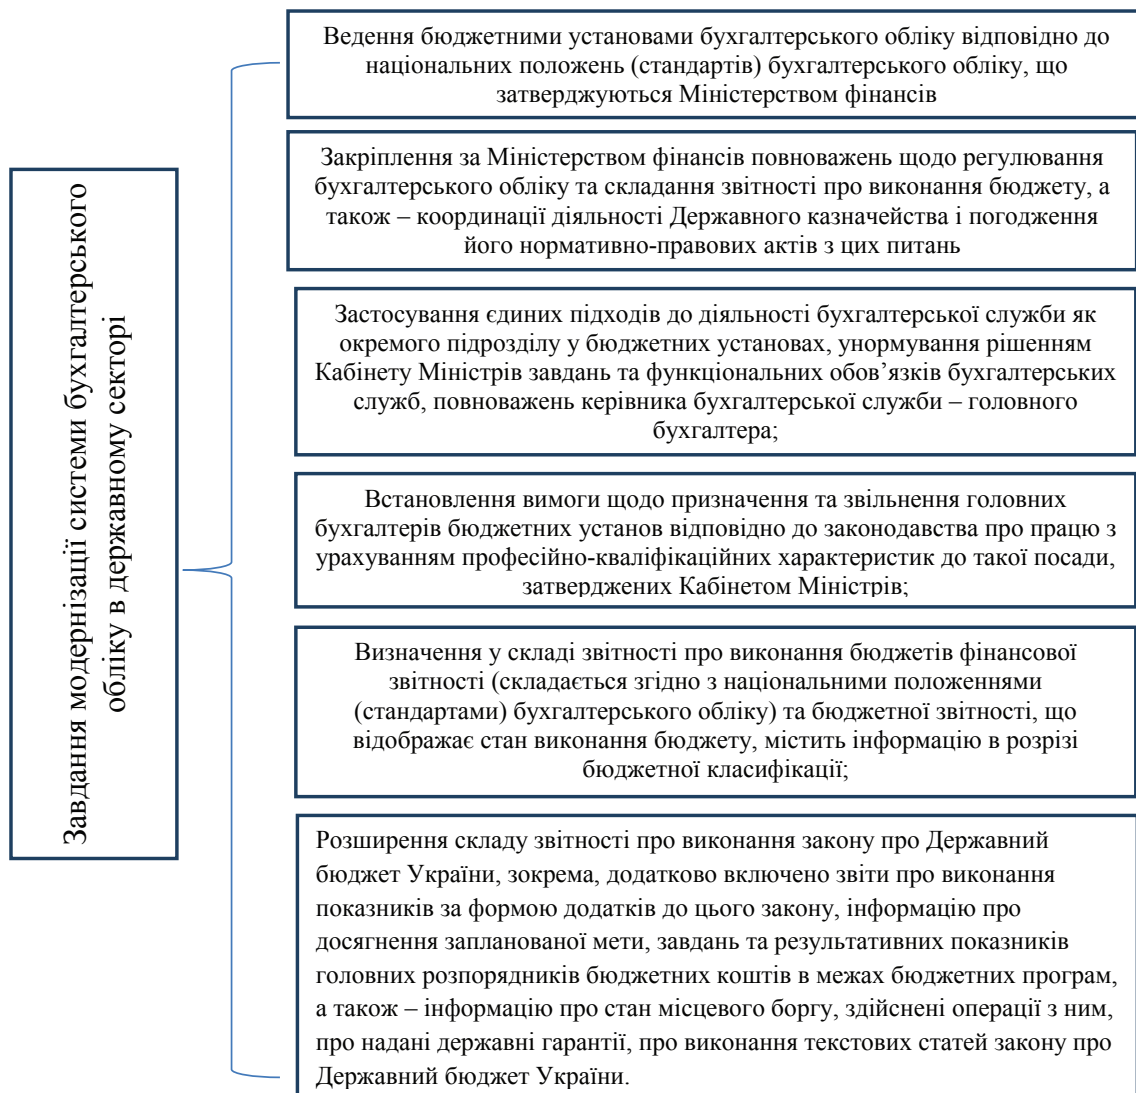 Завдання модернізації системи бухгалтерського
обліку в державному секторі
Ведення бюджетними установами бухгалтерського обліку відповідно до
національних положень (стандартів) бухгалтерського обліку, що
затверджуються Міністерством фінансів
Закріплення за Міністерством фінансів повноважень щодо регулювання
бухгалтерського обліку та складання звітності про виконання бюджету, а
також – координації діяльності Державного казначейства і погодження
його нормативно-правових актів з цих питань
Застосування єдиних підходів до діяльності бухгалтерської служби як
окремого підрозділу у бюджетних установах, унормування рішенням
Кабінету Міністрів завдань та функціональних обов’язків бухгалтерських
служб, повноважень керівника бухгалтерської служби – головного
бухгалтера;
Встановлення вимоги щодо призначення та звільнення головних
бухгалтерів бюджетних установ відповідно до законодавства про працю з
урахуванням професійно-кваліфікаційних характеристик до такої посади,
затверджених Кабінетом Міністрів;
Визначення у складі звітності про виконання бюджетів фінансової
звітності (складається згідно з національними положеннями
(стандартами) бухгалтерського обліку) та бюджетної звітності, що
відображає стан виконання бюджету, містить інформацію в розрізі
бюджетної класифікації;
Розширення складу звітності про виконання закону про Державний
бюджет України, зокрема, додатково включено звіти про виконання
показників за формою додатків до цього закону, інформацію про
досягнення запланованої мети, завдань та результативних показників
головних розпорядників бюджетних коштів в межах бюджетних програм,
а також – інформацію про стан місцевого боргу, здійснені операції з ним,
про надані державні гарантії, про виконання текстових статей закону про
Державний бюджет України.